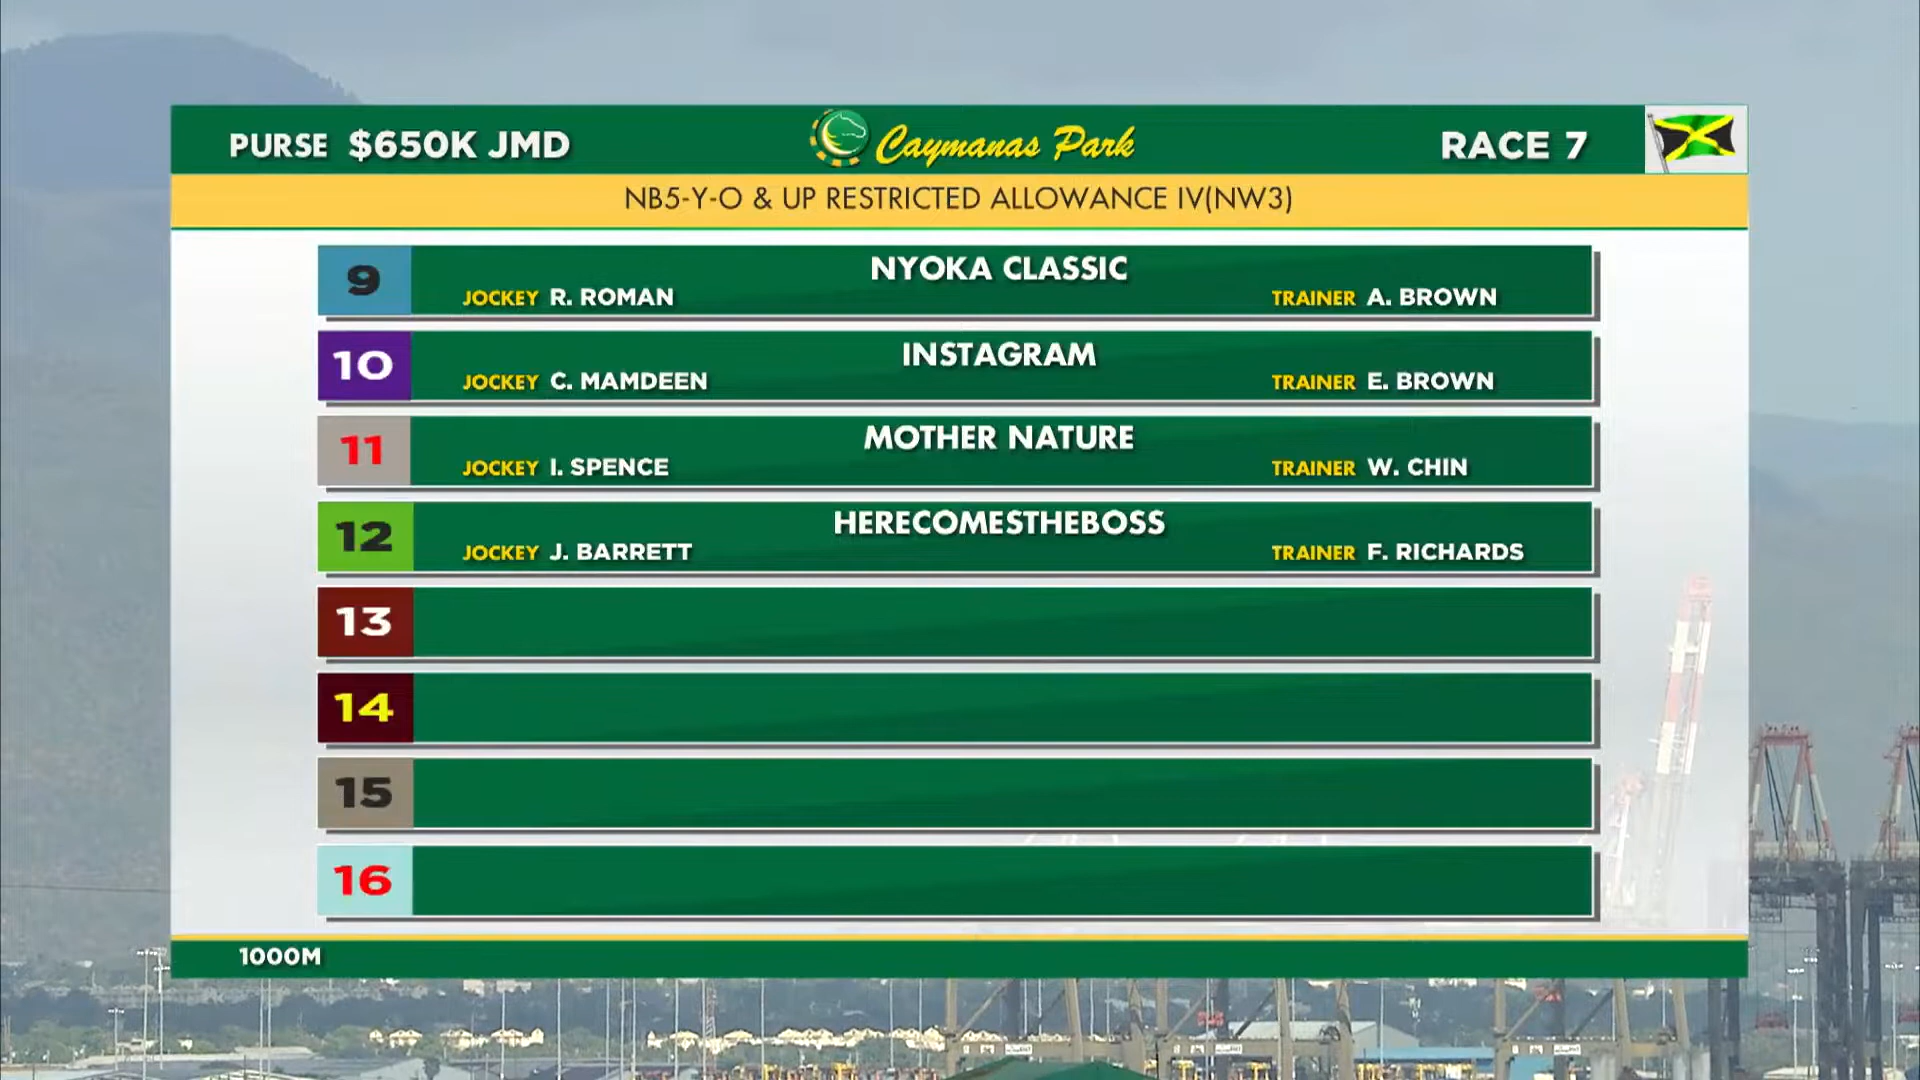 PURSE $650K JMD
Caymanas Park
RACE 7
NB5-Y-O & UP RESTRICTED ALLOWANCE IV(NW3)
9
NYOKA CLASSIC
JOCKEY R. ROMAN
TRAINER A. BROWN
10
INSTAGRAM
JOCKEY C. MAMDEEN
TRAINER E. BROWN
11
MOTHER NATURE
JOCKEY I. SPENCE
TRAINER W. CHIN
12
HERECOMESTHEBOSS
JOCKEY J. BARRETT
TRAINER F. RICHARDS
13
14
15
16
1000M